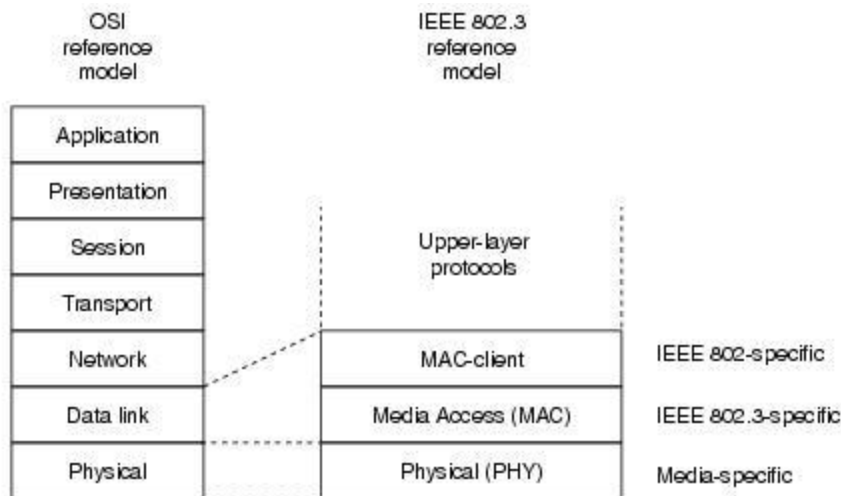 OSI
reference
model
IEEE 802.3
reference
model
Application
Presentation
Session
Transport
Network
Data link
Physical
Upper-layer
protocols
MAC-client
Media Access (MAC)
Physical (PHY)
IEEE 802-specific
IEEE 802.3-specific
Media-specific